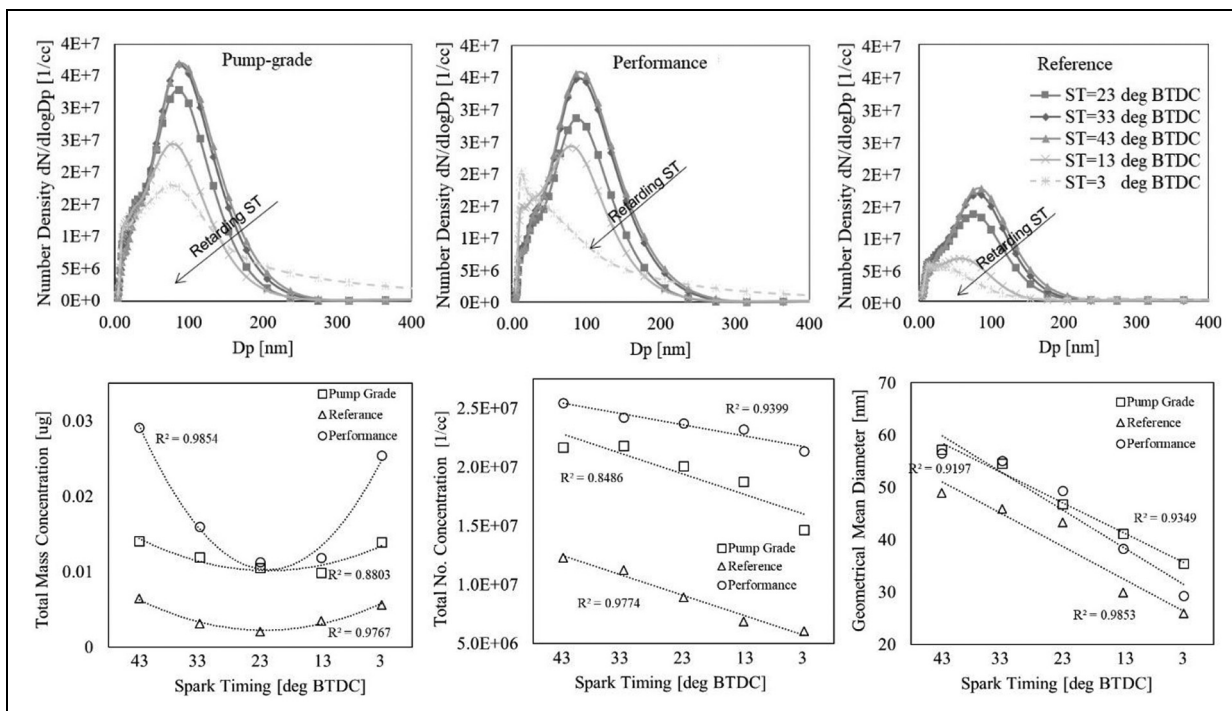 Pump-grade
Number Density dN/dlogDp [1/cc]
4E+7
4E+7
3E+7
3E+7
2E+7
2E+7
1E+7
5E+6
0E+0
Retarding ST
0.00 100 200 300 400
Dp [nm]
Performance
Number Density dN/dlogDp [1/cc]
4E+7
4E+7
3E+7
3E+7
2E+7
2E+7
1E+7
5E+6
0E+0
Retarding ST
0.00 100 200 300 400
Dp [nm]
Reference
ST=23 deg BTDC
ST=33 deg BTDC
ST=43 deg BTDC
ST=13 deg BTDC
ST=3 deg BTDC
Number Density dN/dlogDp [1/cc]
4E+7
4E+7
3E+7
3E+7
2E+7
2E+7
1E+7
5E+6
0E+0
Retarding ST
0.00 100 200 300 400
Dp [nm]
Total Mass Concentration [ug]
0.03
0.02
0.01
0
Pump Grade
Referance
Performance
R² = 0.9854
R² = 0.8803
R² = 0.9767
43 33 23 13 3
Spark Timing [deg BTDC]
Total No. Concentration [1/cc]
2.5E+07
2.0E+07
1.5E+07
1.0E+07
5.0E+06
R² = 0.9399
R² = 0.8486
R² = 0.9774
Pump Grade
Reference
Performance
43 33 23 13 3
Spark Timing [deg BTDC]
Geometrical Mean Diameter [nm]
70
60
50
40
30
20
Pump Grade
Reference
Performance
R² = 0.9197
R² = 0.9349
R² = 0.9853
43 33 23 13 3
Spark Timing [deg BTDC]